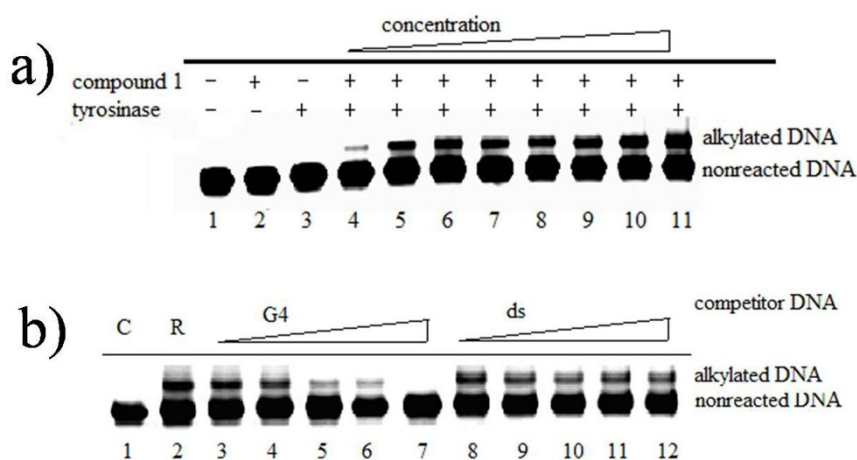 a)
concentration
compound 1 - + - + + + + + + + +
tyrosinase - - + + + + + + + + +
alkylated DNA
nonreacted DNA
1 2 3 4 5 6 7 8 9 10 11
b)
C R G4 ds competitor DNA
alkylated DNA
nonreacted DNA
1 2 3 4 5 6 7 8 9 10 11 12